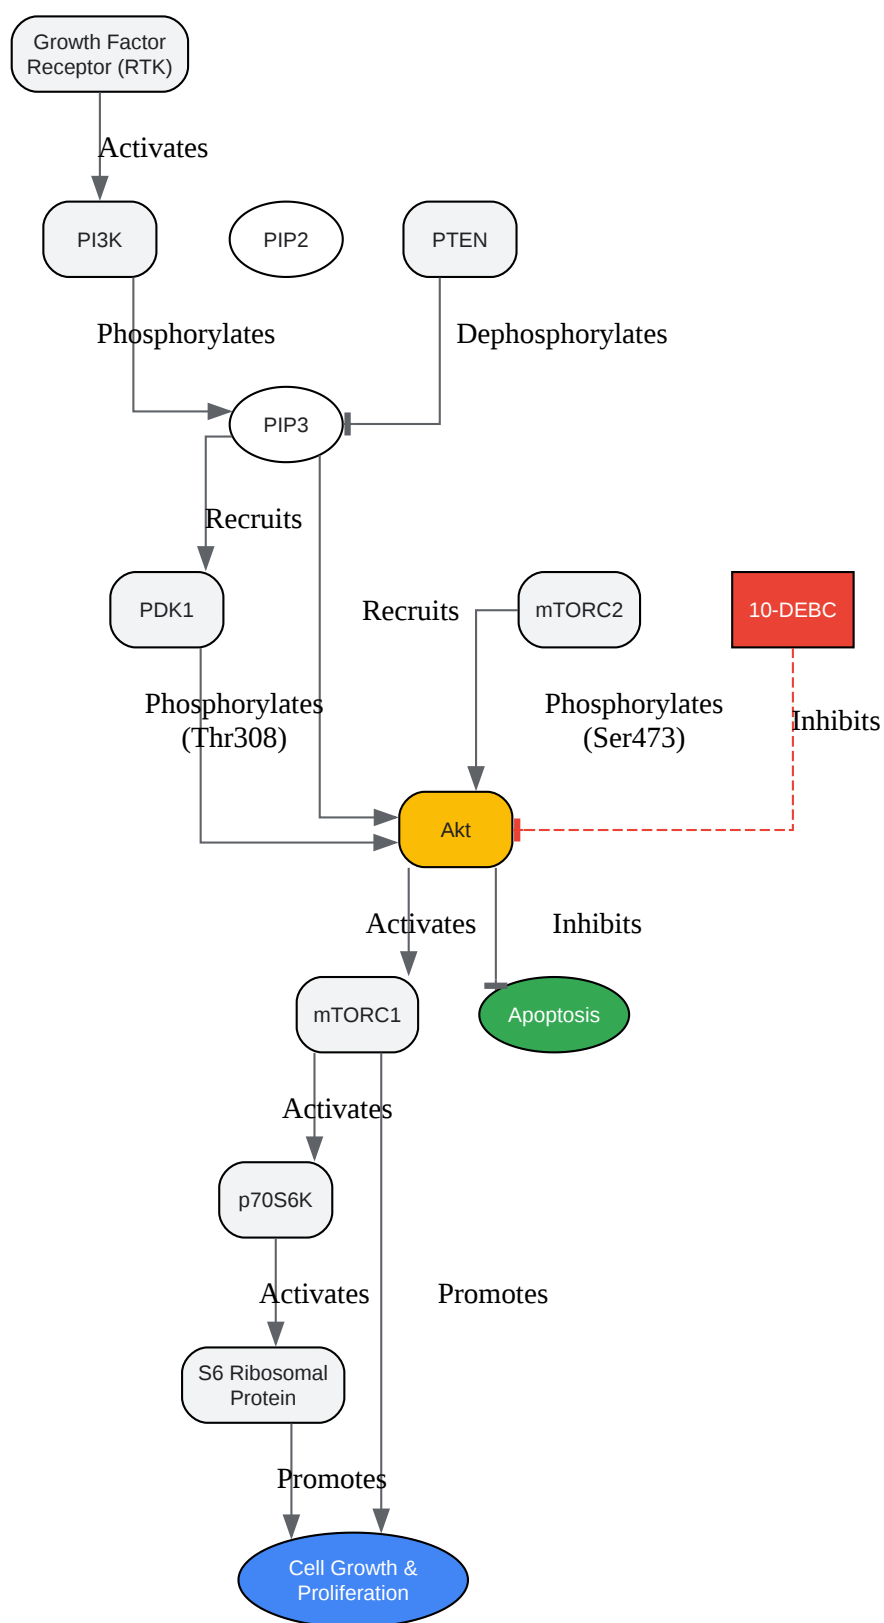 Growth Factor
Receptor (RTK)
Activates
PI3K
PIP2
PTEN
Phosphorylates
Dephosphorylates
PIP3
Recruits
PDK1
Recruits
mTORC2
10-DEBC
Phosphorylates
(Thr308)
Phosphorylates
(Ser473)
Inhibits
Akt
Activates
Inhibits
mTORC1
Apoptosis
Activates
p70S6K
Activates
Promotes
S6 Ribosomal
Protein
Promotes
Cell Growth &
Proliferation